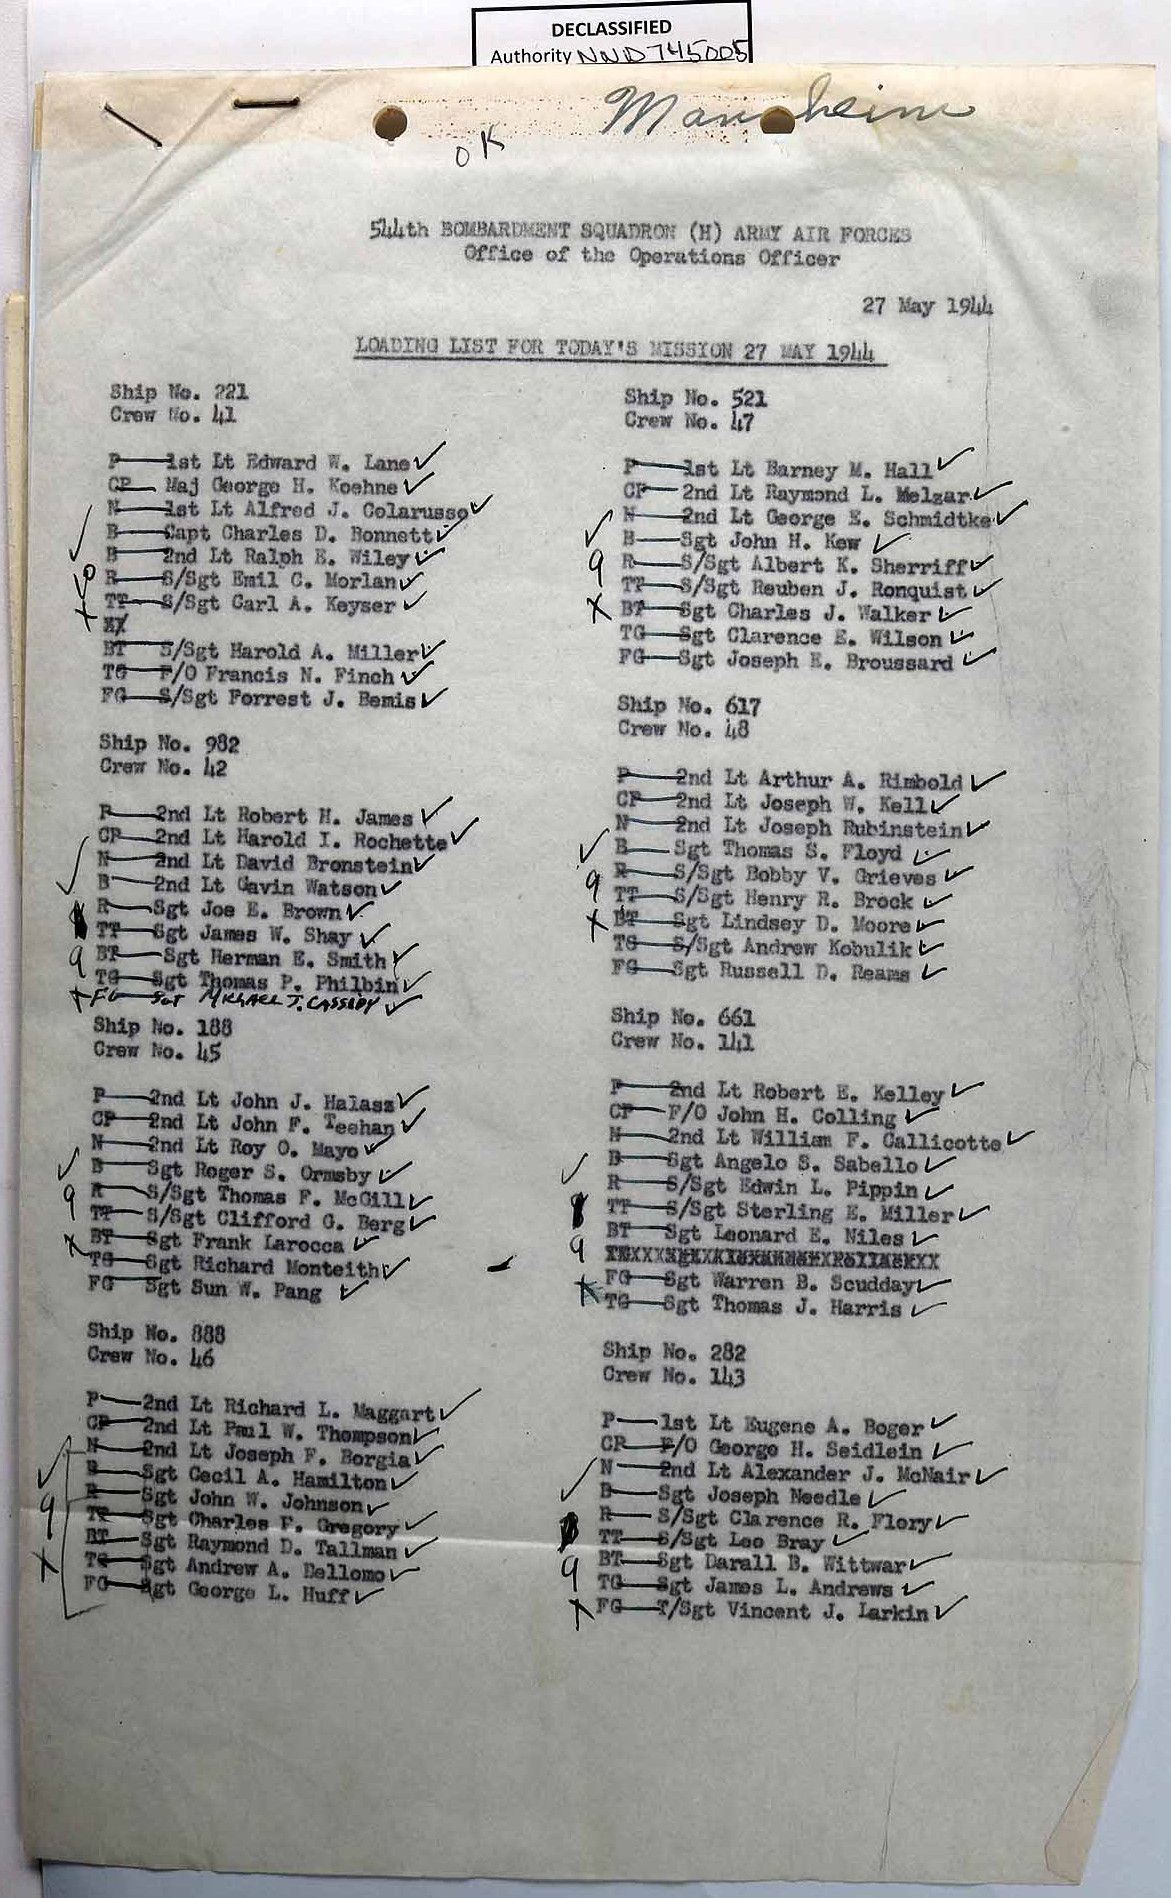 DECLASSIFIED
Authority NND 745005
Mannheim
OK
544th BOMBARDMENT SQUADRON (H) ARMY AIR FORCES
Office of the Operations Officer
27 May 1944
LOADING LIST FOR TODAY'S MISSION 27 MAY 1944
Ship No. 221
Crew No. 41
P—1st Lt Edward W. Lane ✓
CP— Maj George H. Koehne ✓
N—1st Lt Alfred J. Colarusso ✓
B—Capt Charles D. Bonnett ✓
B—2nd Lt Ralph E. Wiley ✓
R—S/Sgt Emil C. Morlan ✓
TT—S/Sgt Carl A. Keyser ✓
BT—S/Sgt Harold A. Miller ✓
TG—F/O Francis N. Finch ✓
FG—S/Sgt Forrest J. Bemis ✓
Ship No. 982
Crew No. 42
P—2nd Lt Robert H. James ✓
CP—2nd Lt Harold I. Rochette ✓
N—2nd Lt David Bronstein ✓
B—2nd Lt Gavin Watson ✓
R—Sgt Joe E. Brown ✓
TT—Sgt James W. Shay ✓
9 BT—Sgt Herman E. Smith ✓
TG—Sgt Thomas P. Philbin ✓
x FG—Sgt MICHAEL J. CASSIDY ✓
Ship No. 188
Crew No. 45
P—2nd Lt John J. Halasz ✓
CP—2nd Lt John F. Teehan ✓
N—2nd Lt Roy O. Mayo ✓
✓ B—Sgt Roger S. Ormsby ✓
9 R—S/Sgt Thomas F. McGill ✓
TT—S/Sgt Clifford G. Berg ✓
x BT—Sgt Frank Larocca ✓
TG—Sgt Richard Monteith ✓
FG—Sgt Sun W. Pang ✓
Ship No. 888
Crew No. 46
P—2nd Lt Richard L. Maggart ✓
CP—2nd Lt Paul W. Thompson ✓
N—2nd Lt Joseph F. Borgia ✓
✓ B—Sgt Cecil A. Hamilton ✓
9 R—Sgt John W. Johnson ✓
TT—Sgt Charles F. Gregory ✓
BT—Sgt Raymond D. Tallman ✓
x TG—Sgt Andrew A. Bellomo ✓
FG—Sgt George L. Huff ✓
Ship No. 521
Crew No. 47
P—1st Lt Barney M. Hall ✓
CP—2nd Lt Raymond L. Melzar ✓
N—2nd Lt George E. Schmidtke ✓
✓ B—Sgt John H. Kew ✓
9 R—S/Sgt Albert K. Sherriff ✓
TT—S/Sgt Reuben J. Ronquist ✓
x BT—Sgt Charles J. Walker ✓
TG—Sgt Clarence E. Wilson ✓
FG—Sgt Joseph E. Broussard ✓
Ship No. 617
Crew No. 48
P—2nd Lt Arthur A. Rimbold ✓
CP—2nd Lt Joseph W. Kell ✓
N—2nd Lt Joseph Rubinstein ✓
✓ B—Sgt Thomas S. Floyd ✓
9 R—S/Sgt Bobby V. Grieves ✓
TT—S/Sgt Henry R. Brock ✓
x BT—Sgt Lindsey D. Moore ✓
TG—S/Sgt Andrew Kobulik ✓
FG—Sgt Russell D. Reams ✓
Ship No. 661
Crew No. 141
P—2nd Lt Robert E. Kelley ✓
CP—F/O John H. Colling ✓
N—2nd Lt William F. Callicotte ✓
✓ B—Sgt Angelo S. Sabello ✓
R—S/Sgt Edwin L. Pippin ✓
TT—S/Sgt Sterling E. Miller ✓
BT—Sgt Leonard E. Niles ✓
9
FG—Sgt Warren B. Scudday ✓
x TG—Sgt Thomas J. Harris ✓
Ship No. 282
Crew No. 143
P—1st Lt Eugene A. Boger ✓
CP—F/O George H. Seidlein ✓
N—2nd Lt Alexander J. McNair ✓
✓ B—Sgt Joseph Needle ✓
R—S/Sgt Clarence R. Flory ✓
TT—S/Sgt Leo Bray ✓
9 BT—Sgt Darall B. Wittwar ✓
TG—Sgt James L. Andrews ✓
x FG—T/Sgt Vincent J. Larkin ✓